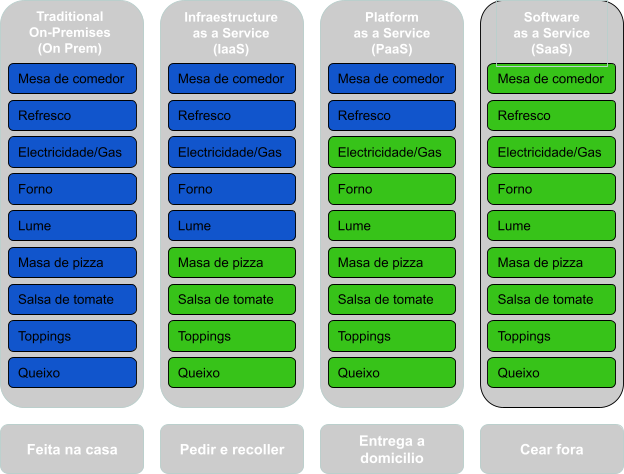 Traditional
On-Premises
(On Prem)
Mesa de comedor
Refresco
Electricidade/Gas
Forno
Lume
Masa de pizza
Salsa de tomate
Toppings
Queixo
Feita na casa
Infraestructure
as a Service
(IaaS)
Mesa de comedor
Refresco
Electricidade/Gas
Forno
Lume
Masa de pizza
Salsa de tomate
Toppings
Queixo
Pedir e recoller
Platform
as a Service
(PaaS)
Mesa de comedor
Refresco
Electricidade/Gas
Forno
Lume
Masa de pizza
Salsa de tomate
Toppings
Queixo
Entrega a
domicilio
Software
as a Service
(SaaS)
Mesa de comedor
Refresco
Electricidade/Gas
Forno
Lume
Masa de pizza
Salsa de tomate
Toppings
Queixo
Cear fora